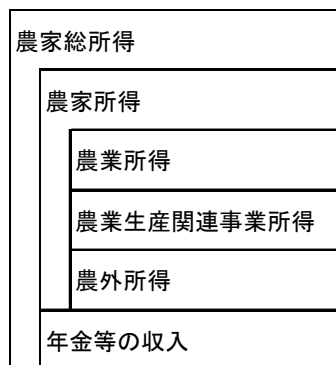 農家総所得
農家所得
農業所得
農業生産関連事業所得
農外所得
年金等の収入